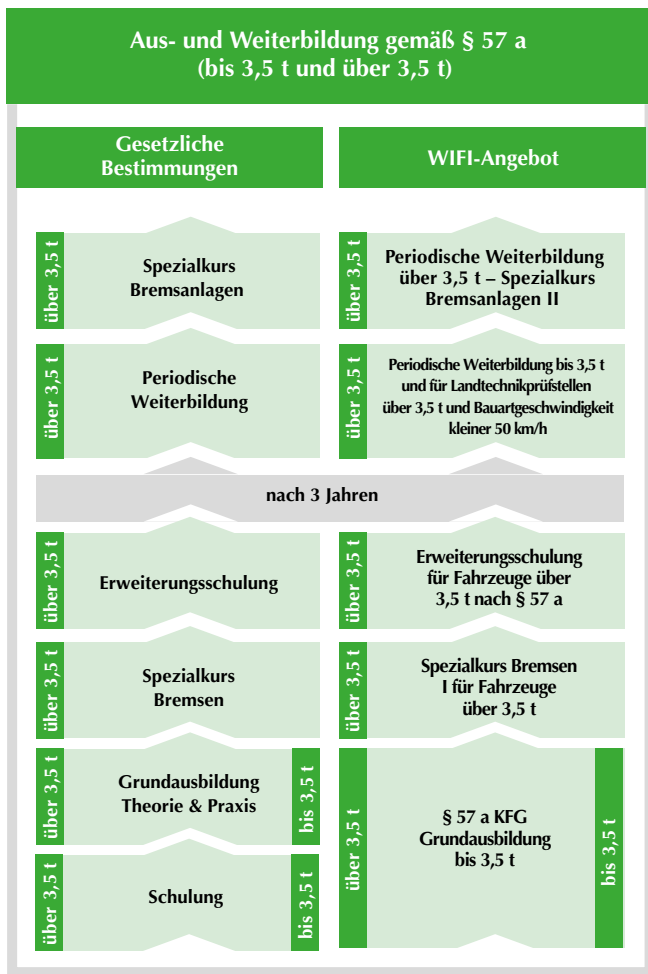 Aus- und Weiterbildung gemäß § 57 a
(bis 3,5 t und über 3,5 t)
Gesetzliche
Bestimmungen
WIFI-Angebot
über 3,5 t
Spezialkurs
Bremsanlagen
über 3,5 t
Periodische Weiterbildung
über 3,5 t – Spezialkurs
Bremsanlagen II
über 3,5 t
Periodische
Weiterbildung
über 3,5 t
Periodische Weiterbildung bis 3,5 t
und für Landtechnikprüfstellen
über 3,5 t und Bauartgeschwindigkeit
kleiner 50 km/h
nach 3 Jahren
über 3,5 t
Erweiterungsschulung
über 3,5 t
Erweiterungsschulung
für Fahrzeuge über
3,5 t nach § 57 a
über 3,5 t
Spezialkurs
Bremsen
über 3,5 t
Spezialkurs Bremsen
I für Fahrzeuge
über 3,5 t
über 3,5 t
Grundausbildung
Theorie & Praxis
bis 3,5 t
über 3,5 t
Schulung
bis 3,5 t
über 3,5 t
§ 57 a KFG
Grundausbildung
bis 3,5 t
bis 3,5 t